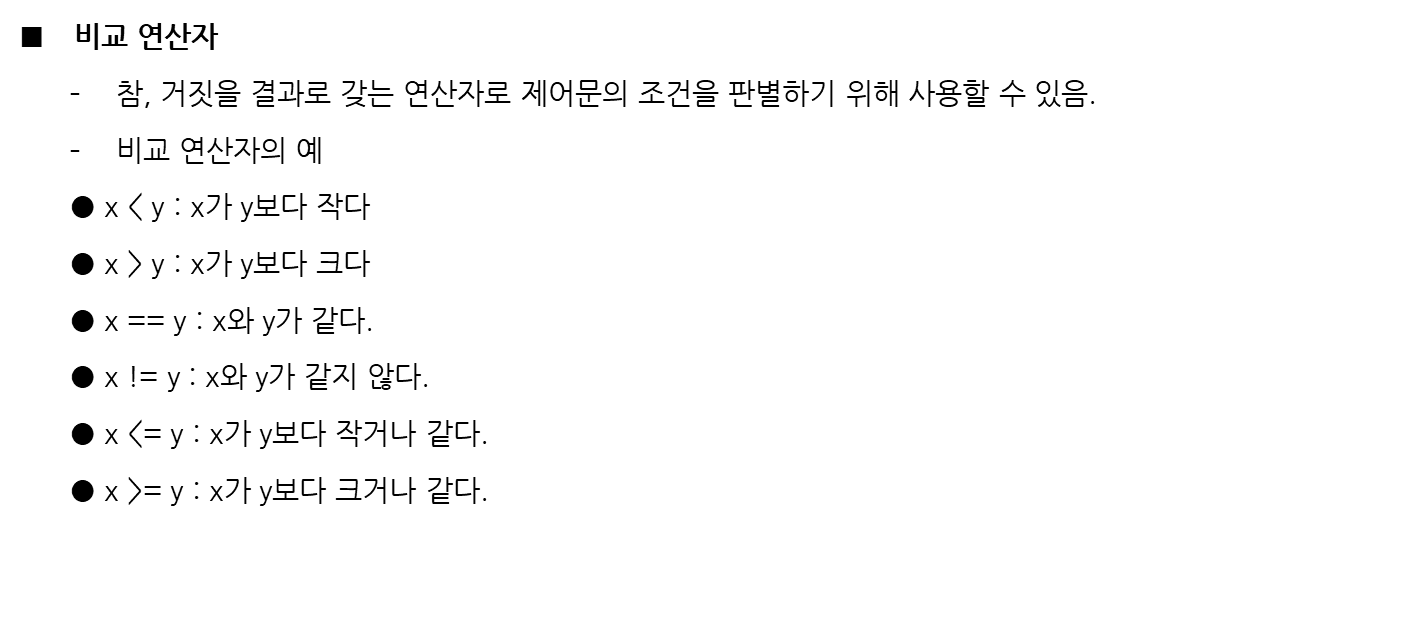 ■ 비교 연산자
- 참, 거짓을 결과로 갖는 연산자로 제어문의 조건을 판별하기 위해 사용할 수 있음.
- 비교 연산자의 예
● x < y : x가 y보다 작다
● x > y : x가 y보다 크다
● x == y : x와 y가 같다.
● x != y : x와 y가 같지 않다.
● x <= y : x가 y보다 작거나 같다.
● x >= y : x가 y보다 크거나 같다.